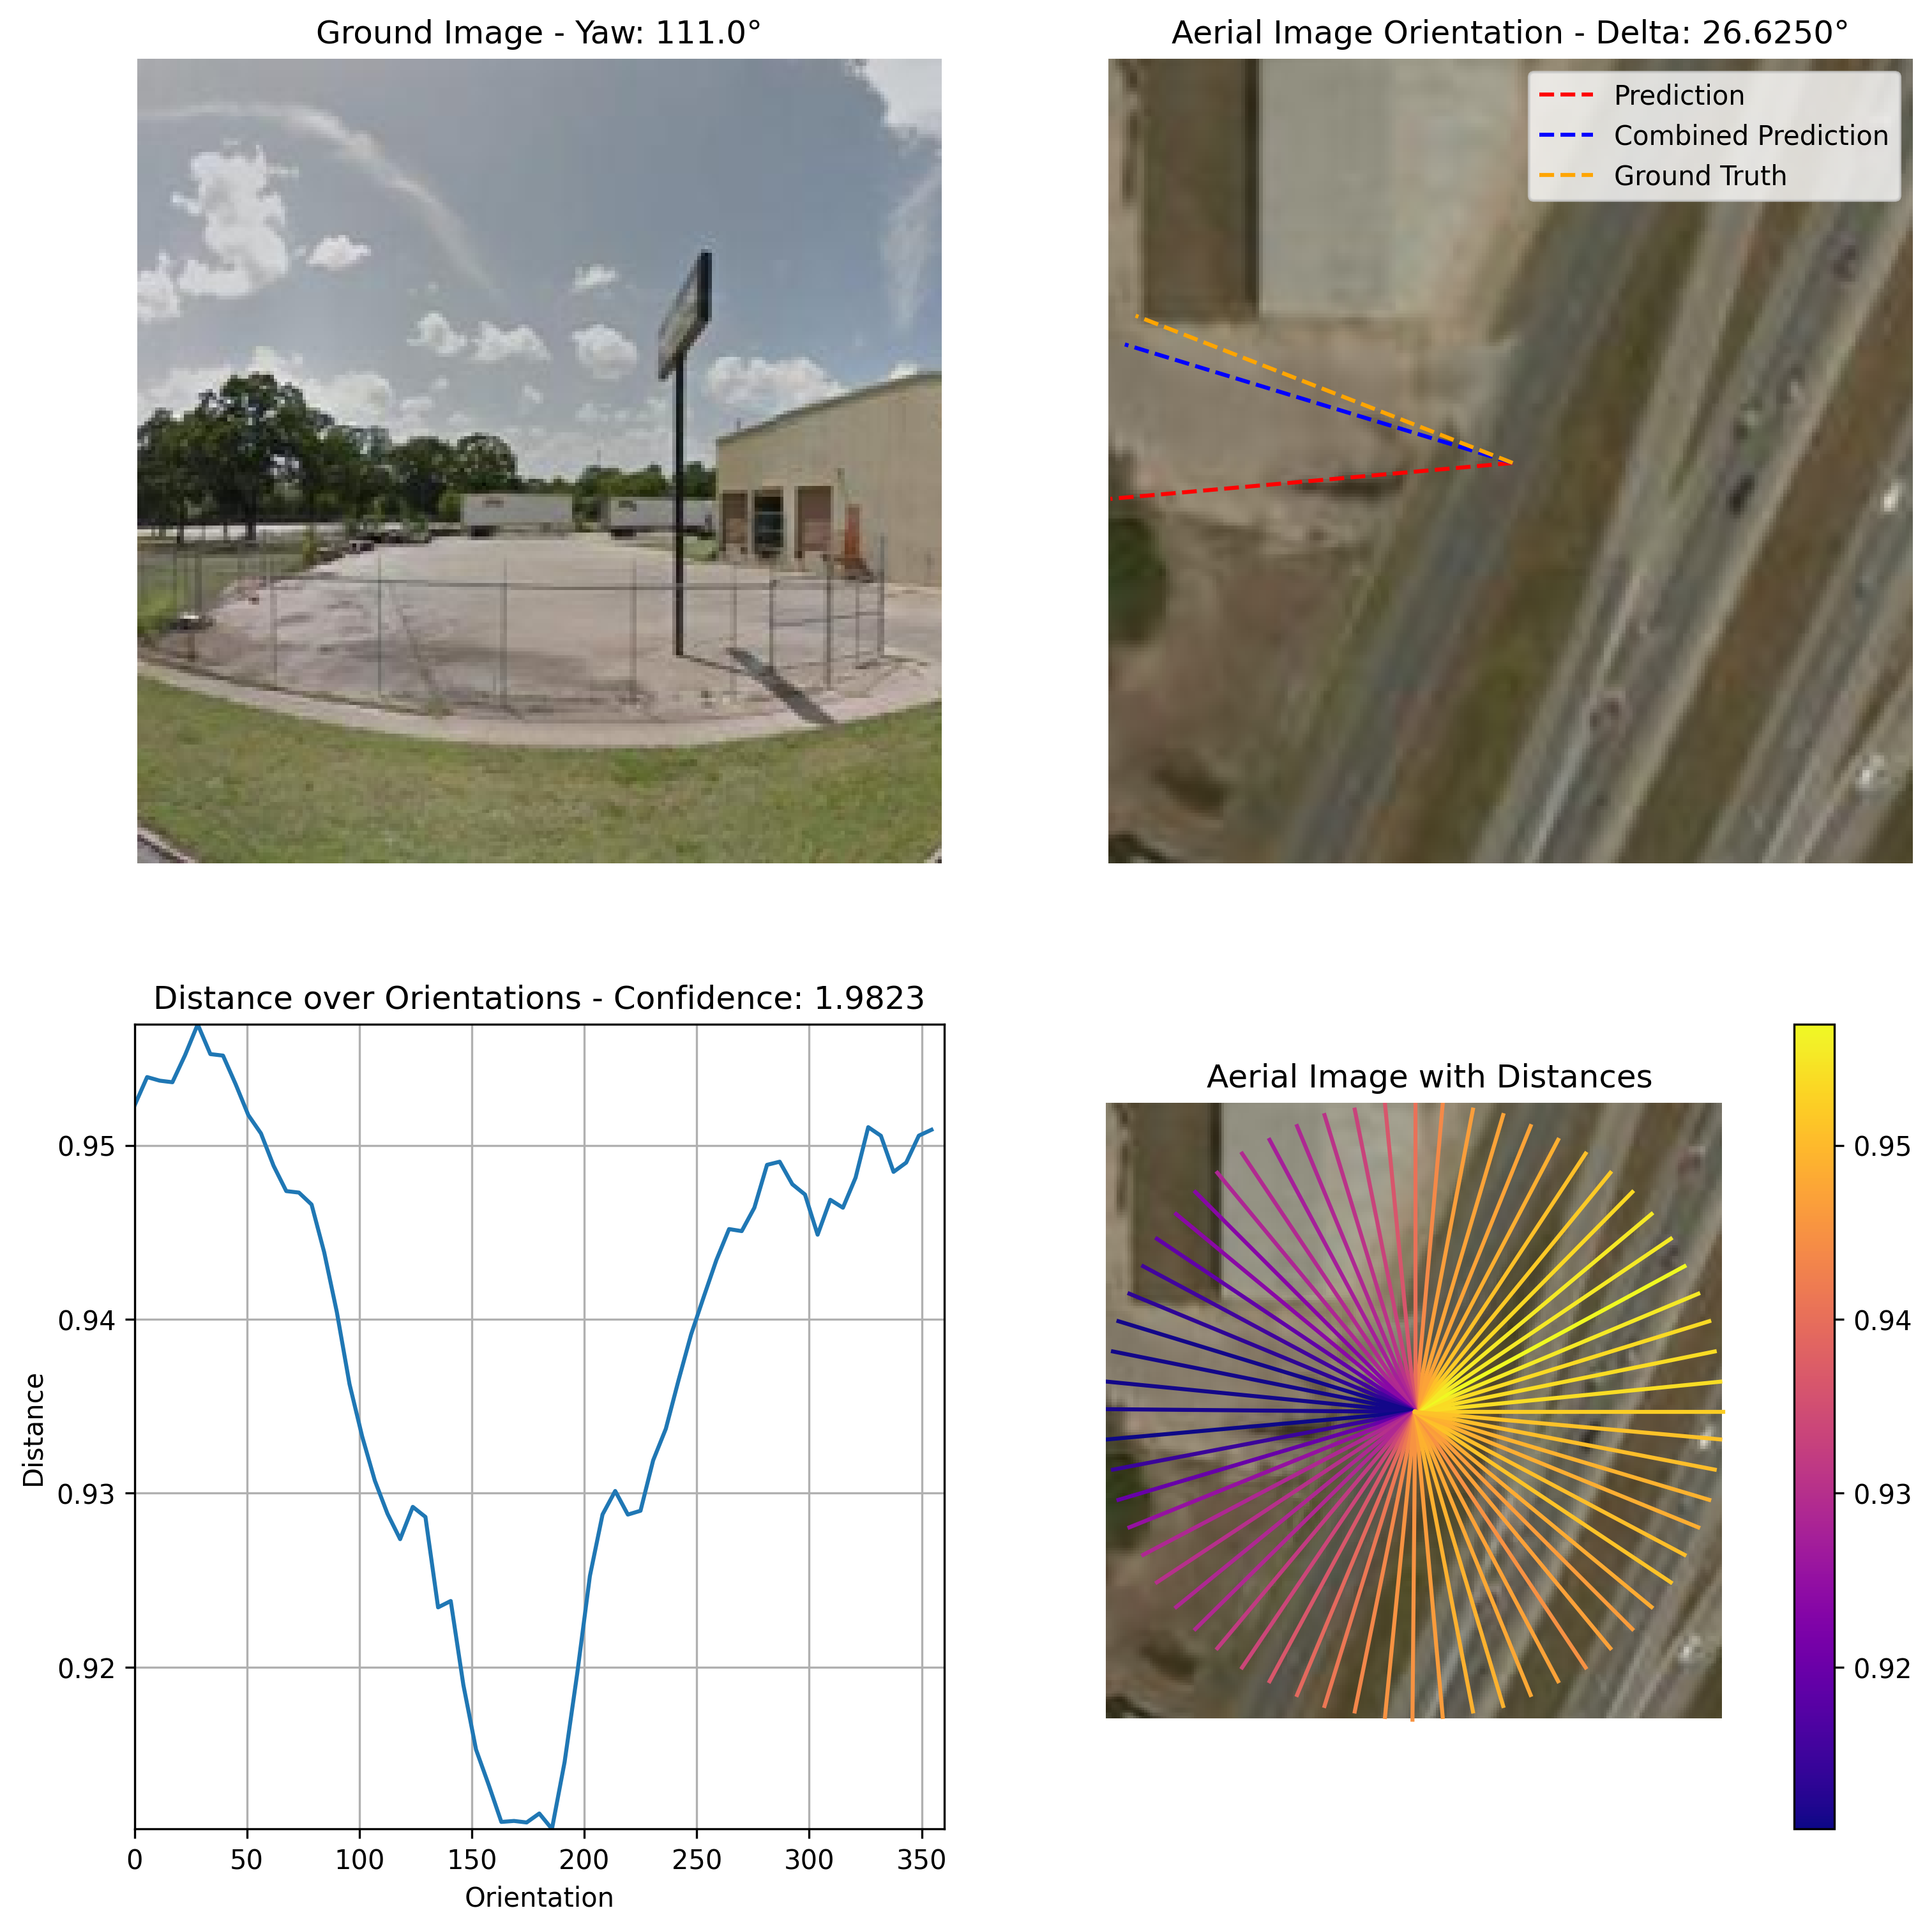 Ground Image - Yaw: 111.0°
Aerial Image Orientation - Delta: 26.6250°
Prediction
Combined Prediction
Ground Truth
Distance over Orientations - Confidence: 1.9823
Distance
0.95
0.94
0.93
0.92
0 50 100 150 200 250 300 350
Orientation
Aerial Image with Distances
0.95
0.94
0.93
0.92